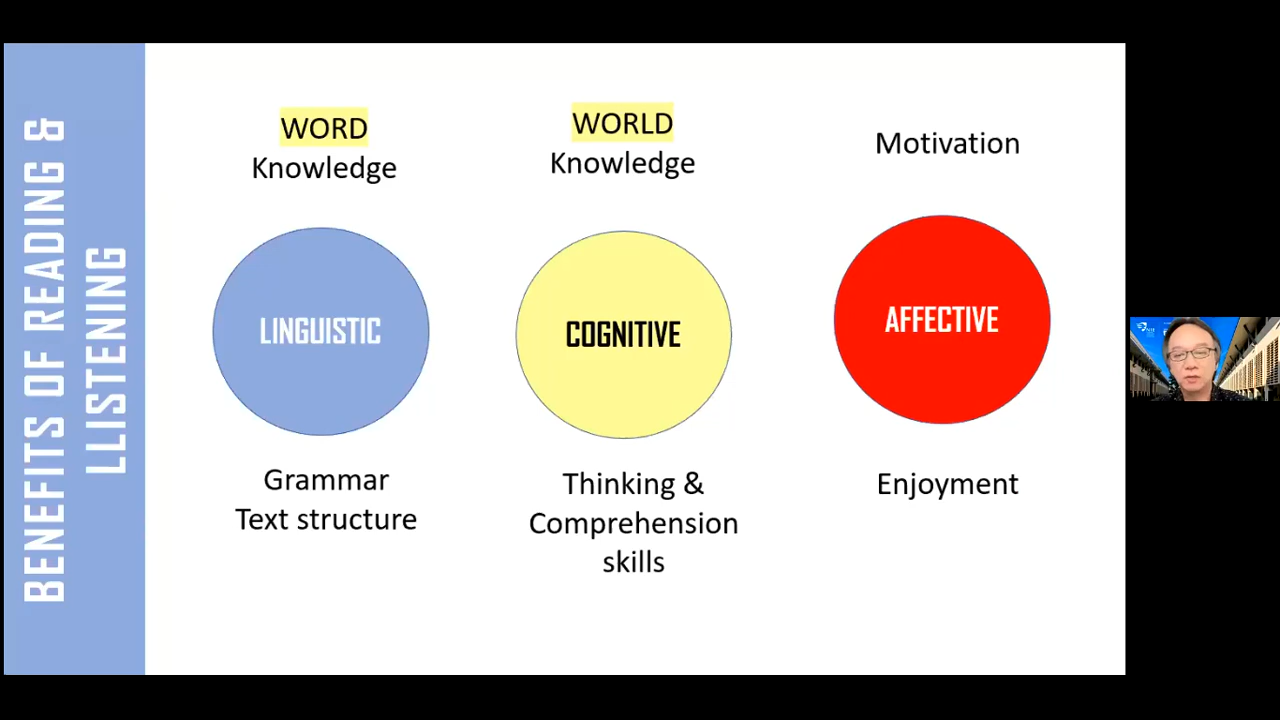 BENEFITS OF READING &
LLISTENING
WORD
Knowledge
LINGUISTIC
Grammar
Text structure
WORLD
Knowledge
COGNITIVE
Thinking &
Comprehension
skills
Motivation
AFFECTIVE
Enjoyment